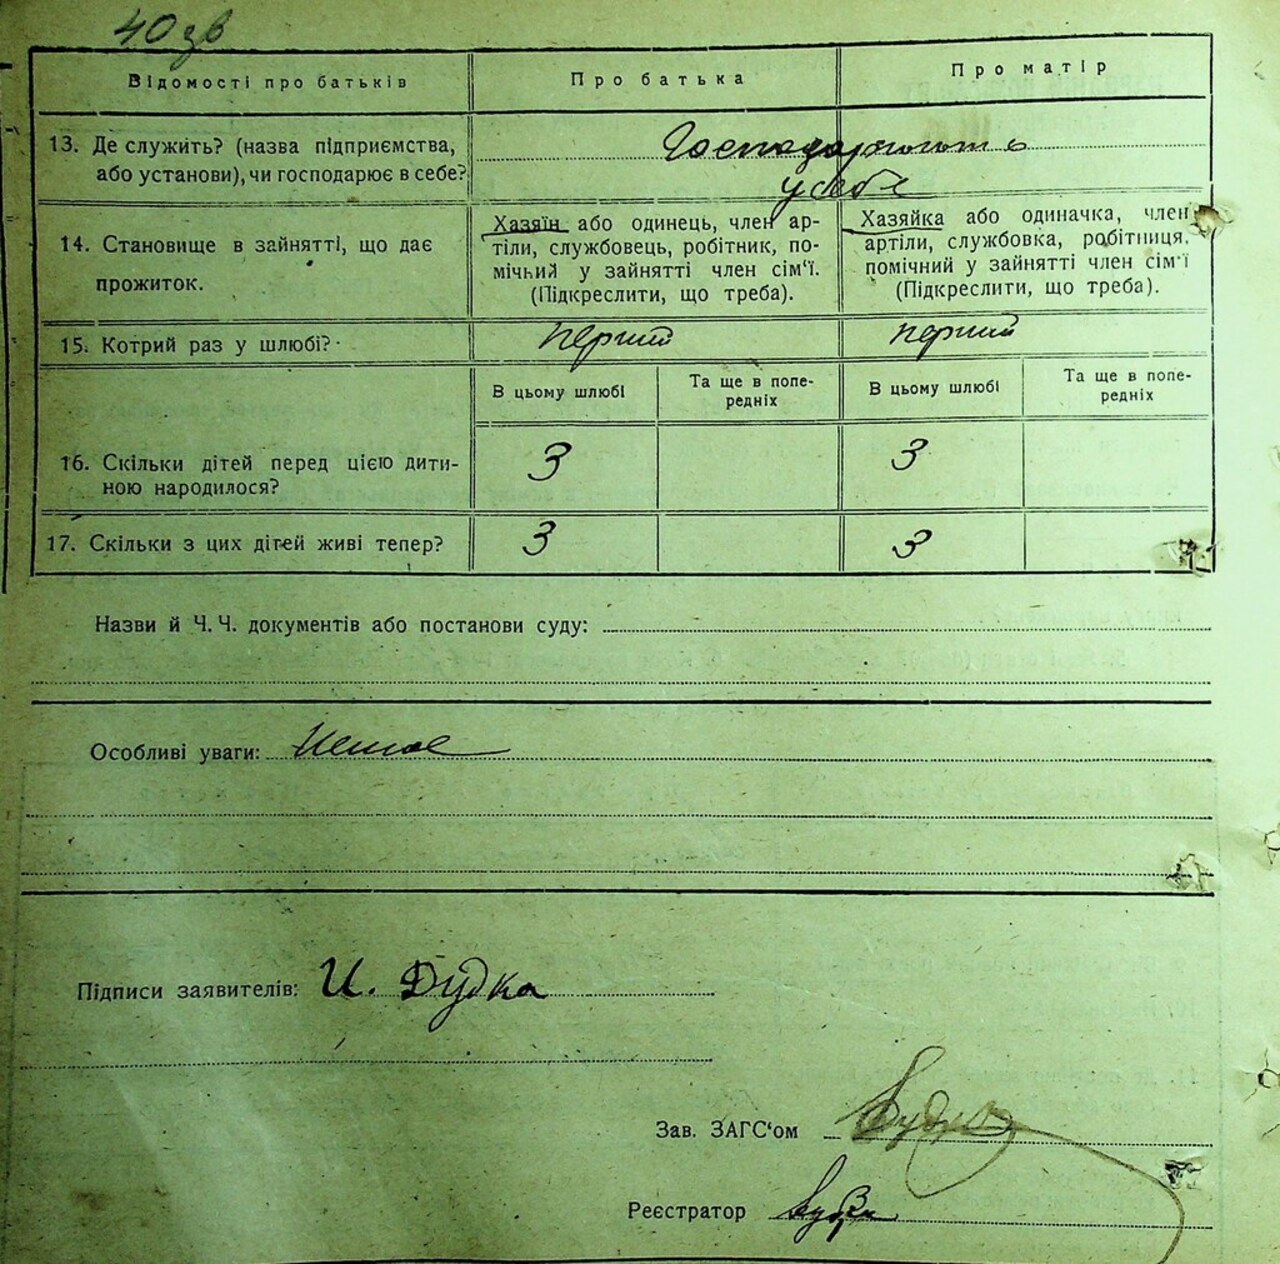 40 зв
Відомості про батьків
Про батька
Про матір
13. Де служить? (назва підприємства,
або установи), чи господарює в себе?
Господарюють
у себе
14. Становище в зайнятті, що дає
прожиток.
Хазяїн або одинець, член ар-
тіли, службовець, робітник, по-
мічний у зайнятті член сім'ї.
(Підкреслити, що треба).
Хазяйка або одиначка, член
артіли, службовка, робітниця,
помічний у зайнятті член сім'ї
(Підкреслити, що треба).
15. Котрий раз у шлюбі?
перший
перший
В цьому шлюбі
Та ще в попе-
редніх
В цьому шлюбі
Та ще в попе-
редніх
16. Скільки дітей перед цією дити-
ною народилося?
3
3
17. Скільки з цих дітей живі тепер?
3
3
Назви й Ч. Ч. документів або постанови суду:
Особливі уваги: Немає
Підписи заявителів: И. Дудка
Зав. ЗАГС'ом
Реєстратор